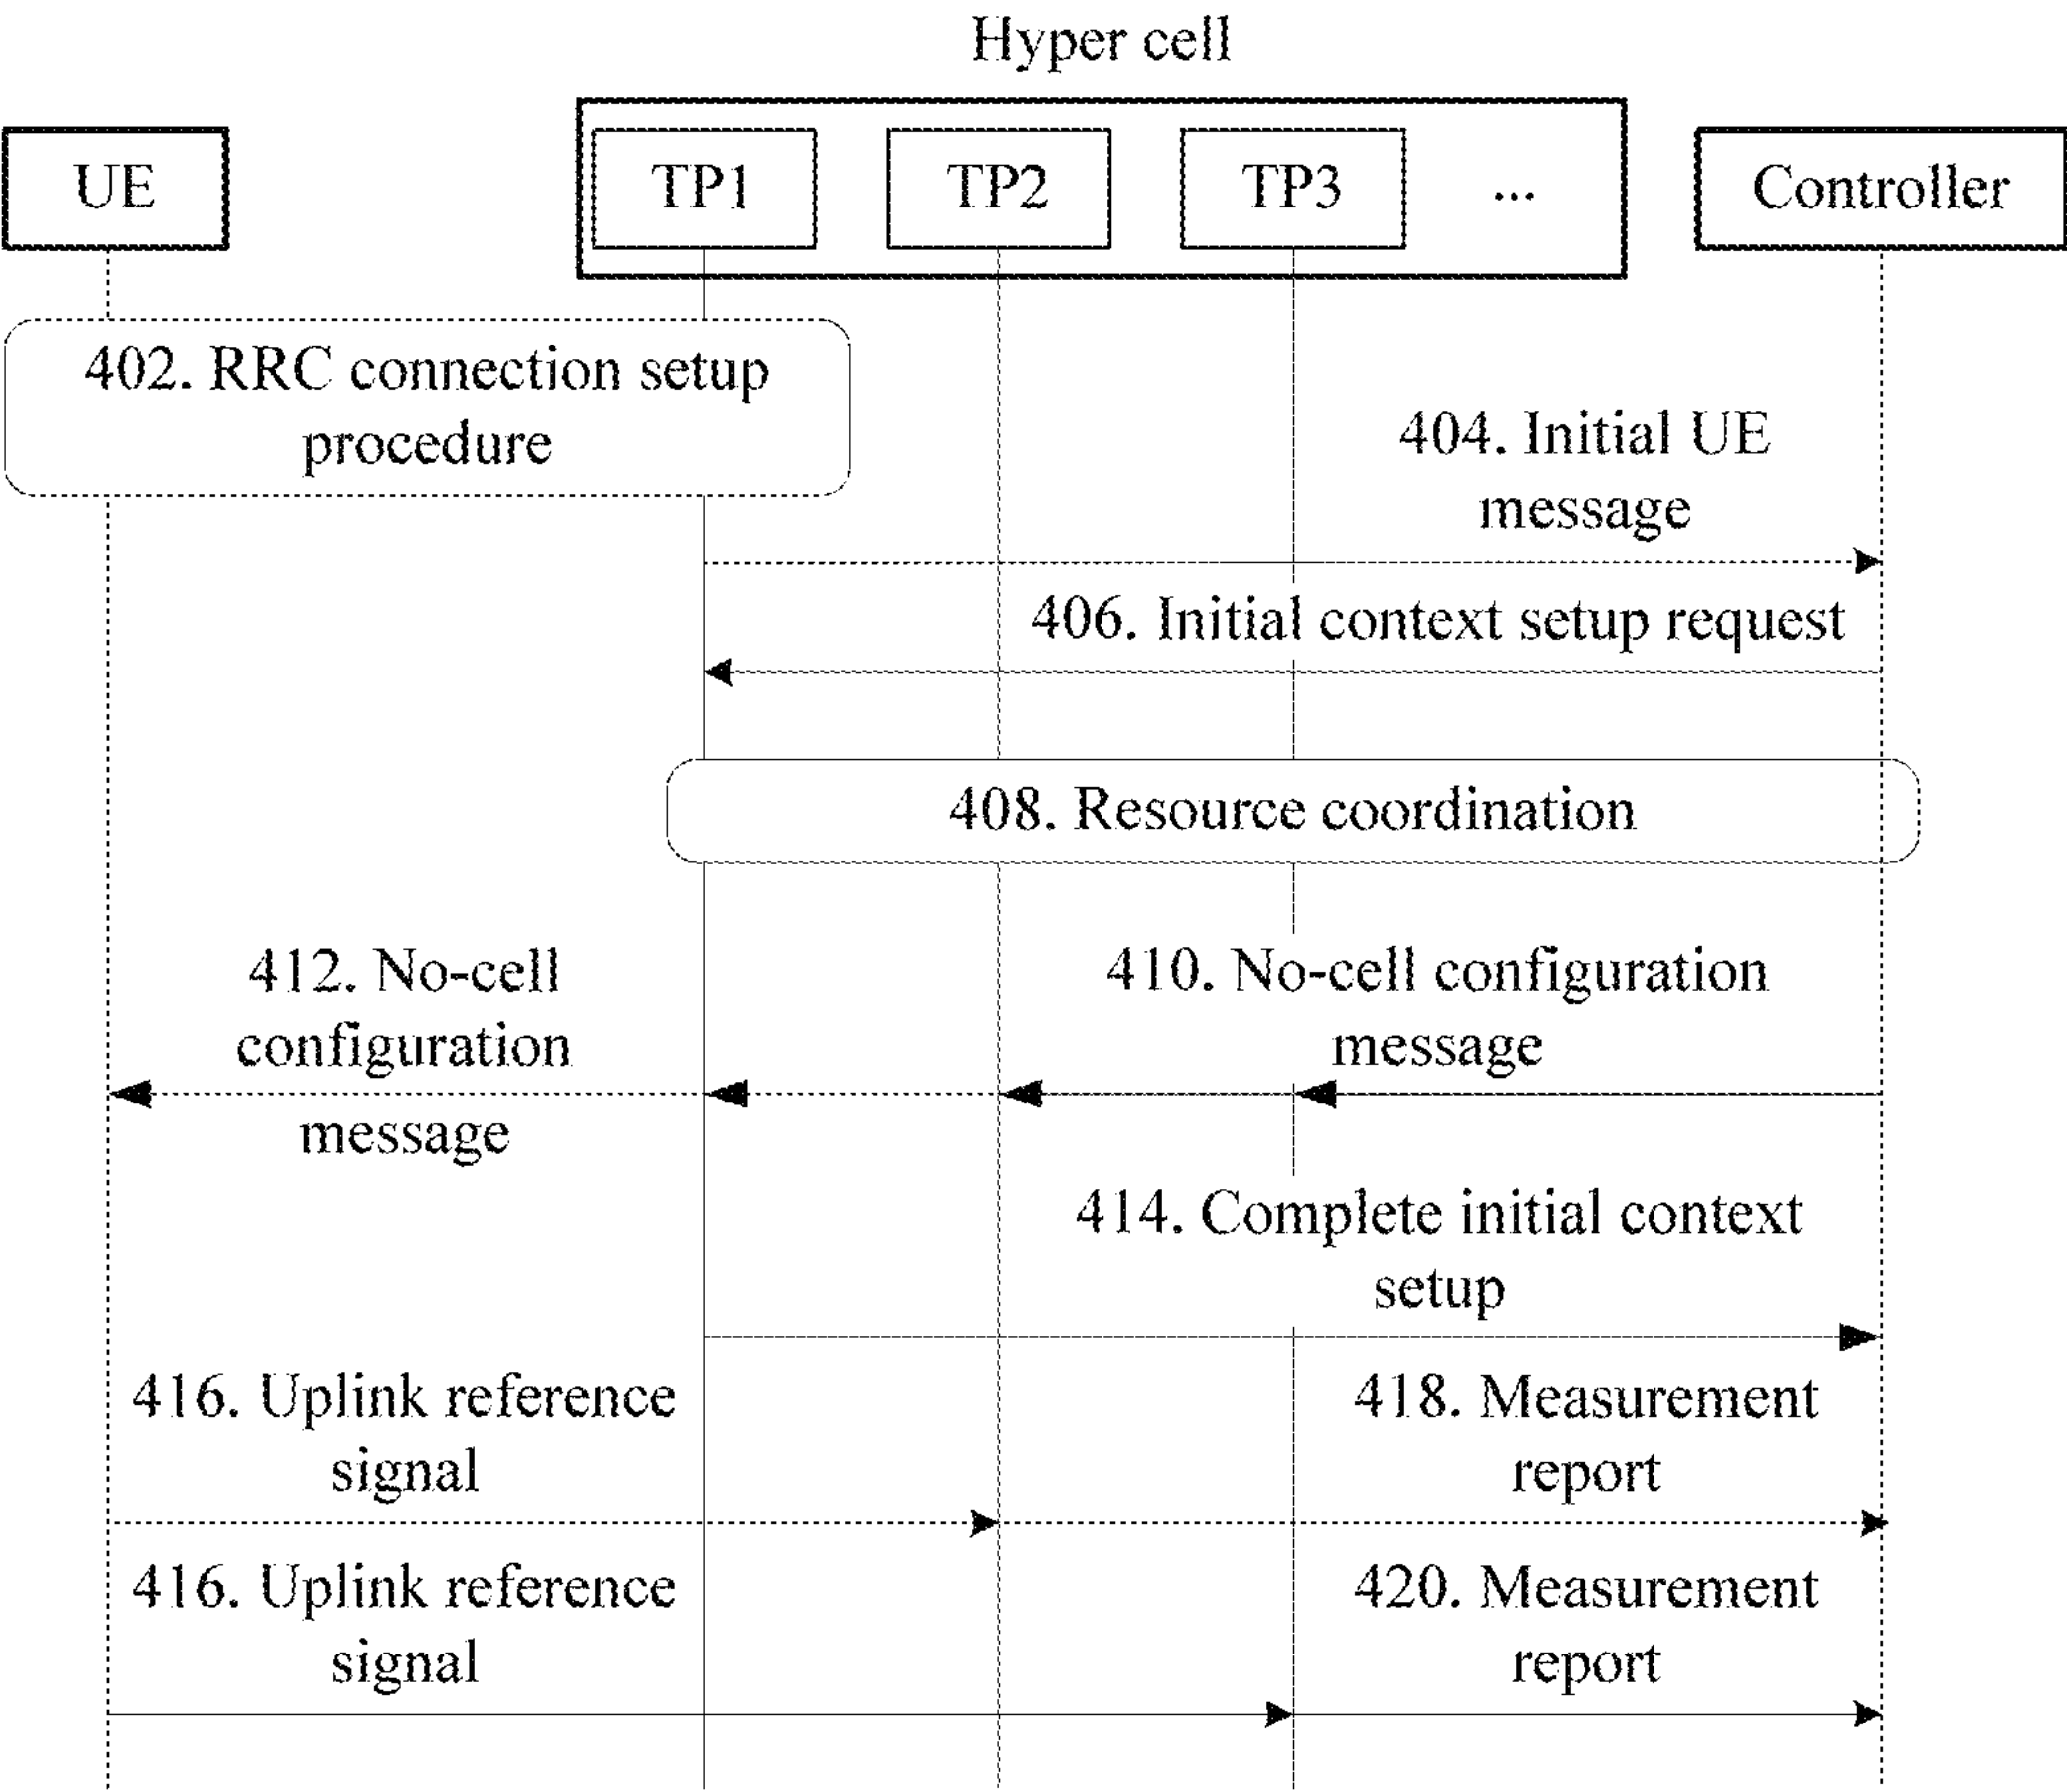 Hyper cell
UE
TP1
TP2
TP3
...
Controller
402. RRC connection setup
procedure
404. Initial UE
message
406. Initial context setup request
408. Resource coordination
412. No-cell
configuration
message
410. No-cell configuration
message
414. Complete initial context
setup
416. Uplink reference
signal
418. Measurement
report
416. Uplink reference
signal
420. Measurement
report